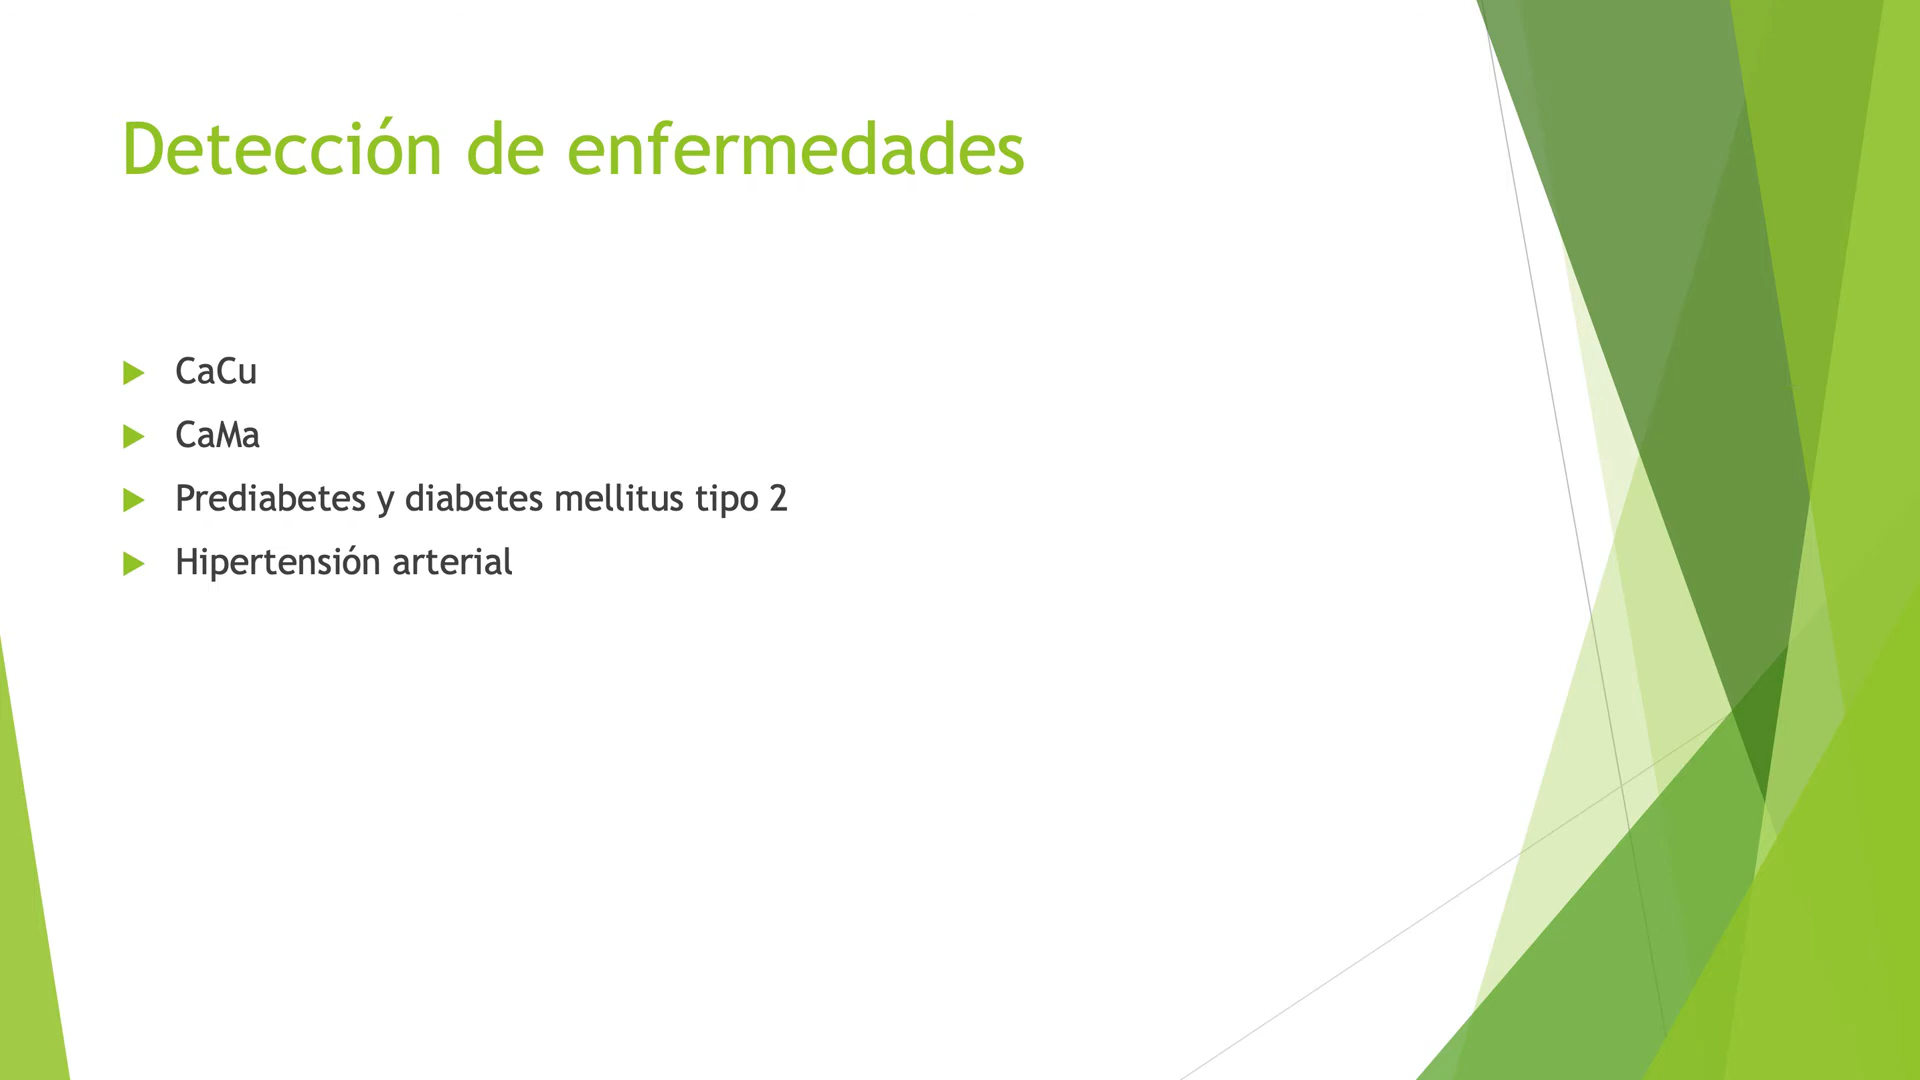 Detección de enfermedades
CaCu
CaMa
Prediabetes y diabetes mellitus tipo 2
Hipertensión arterial